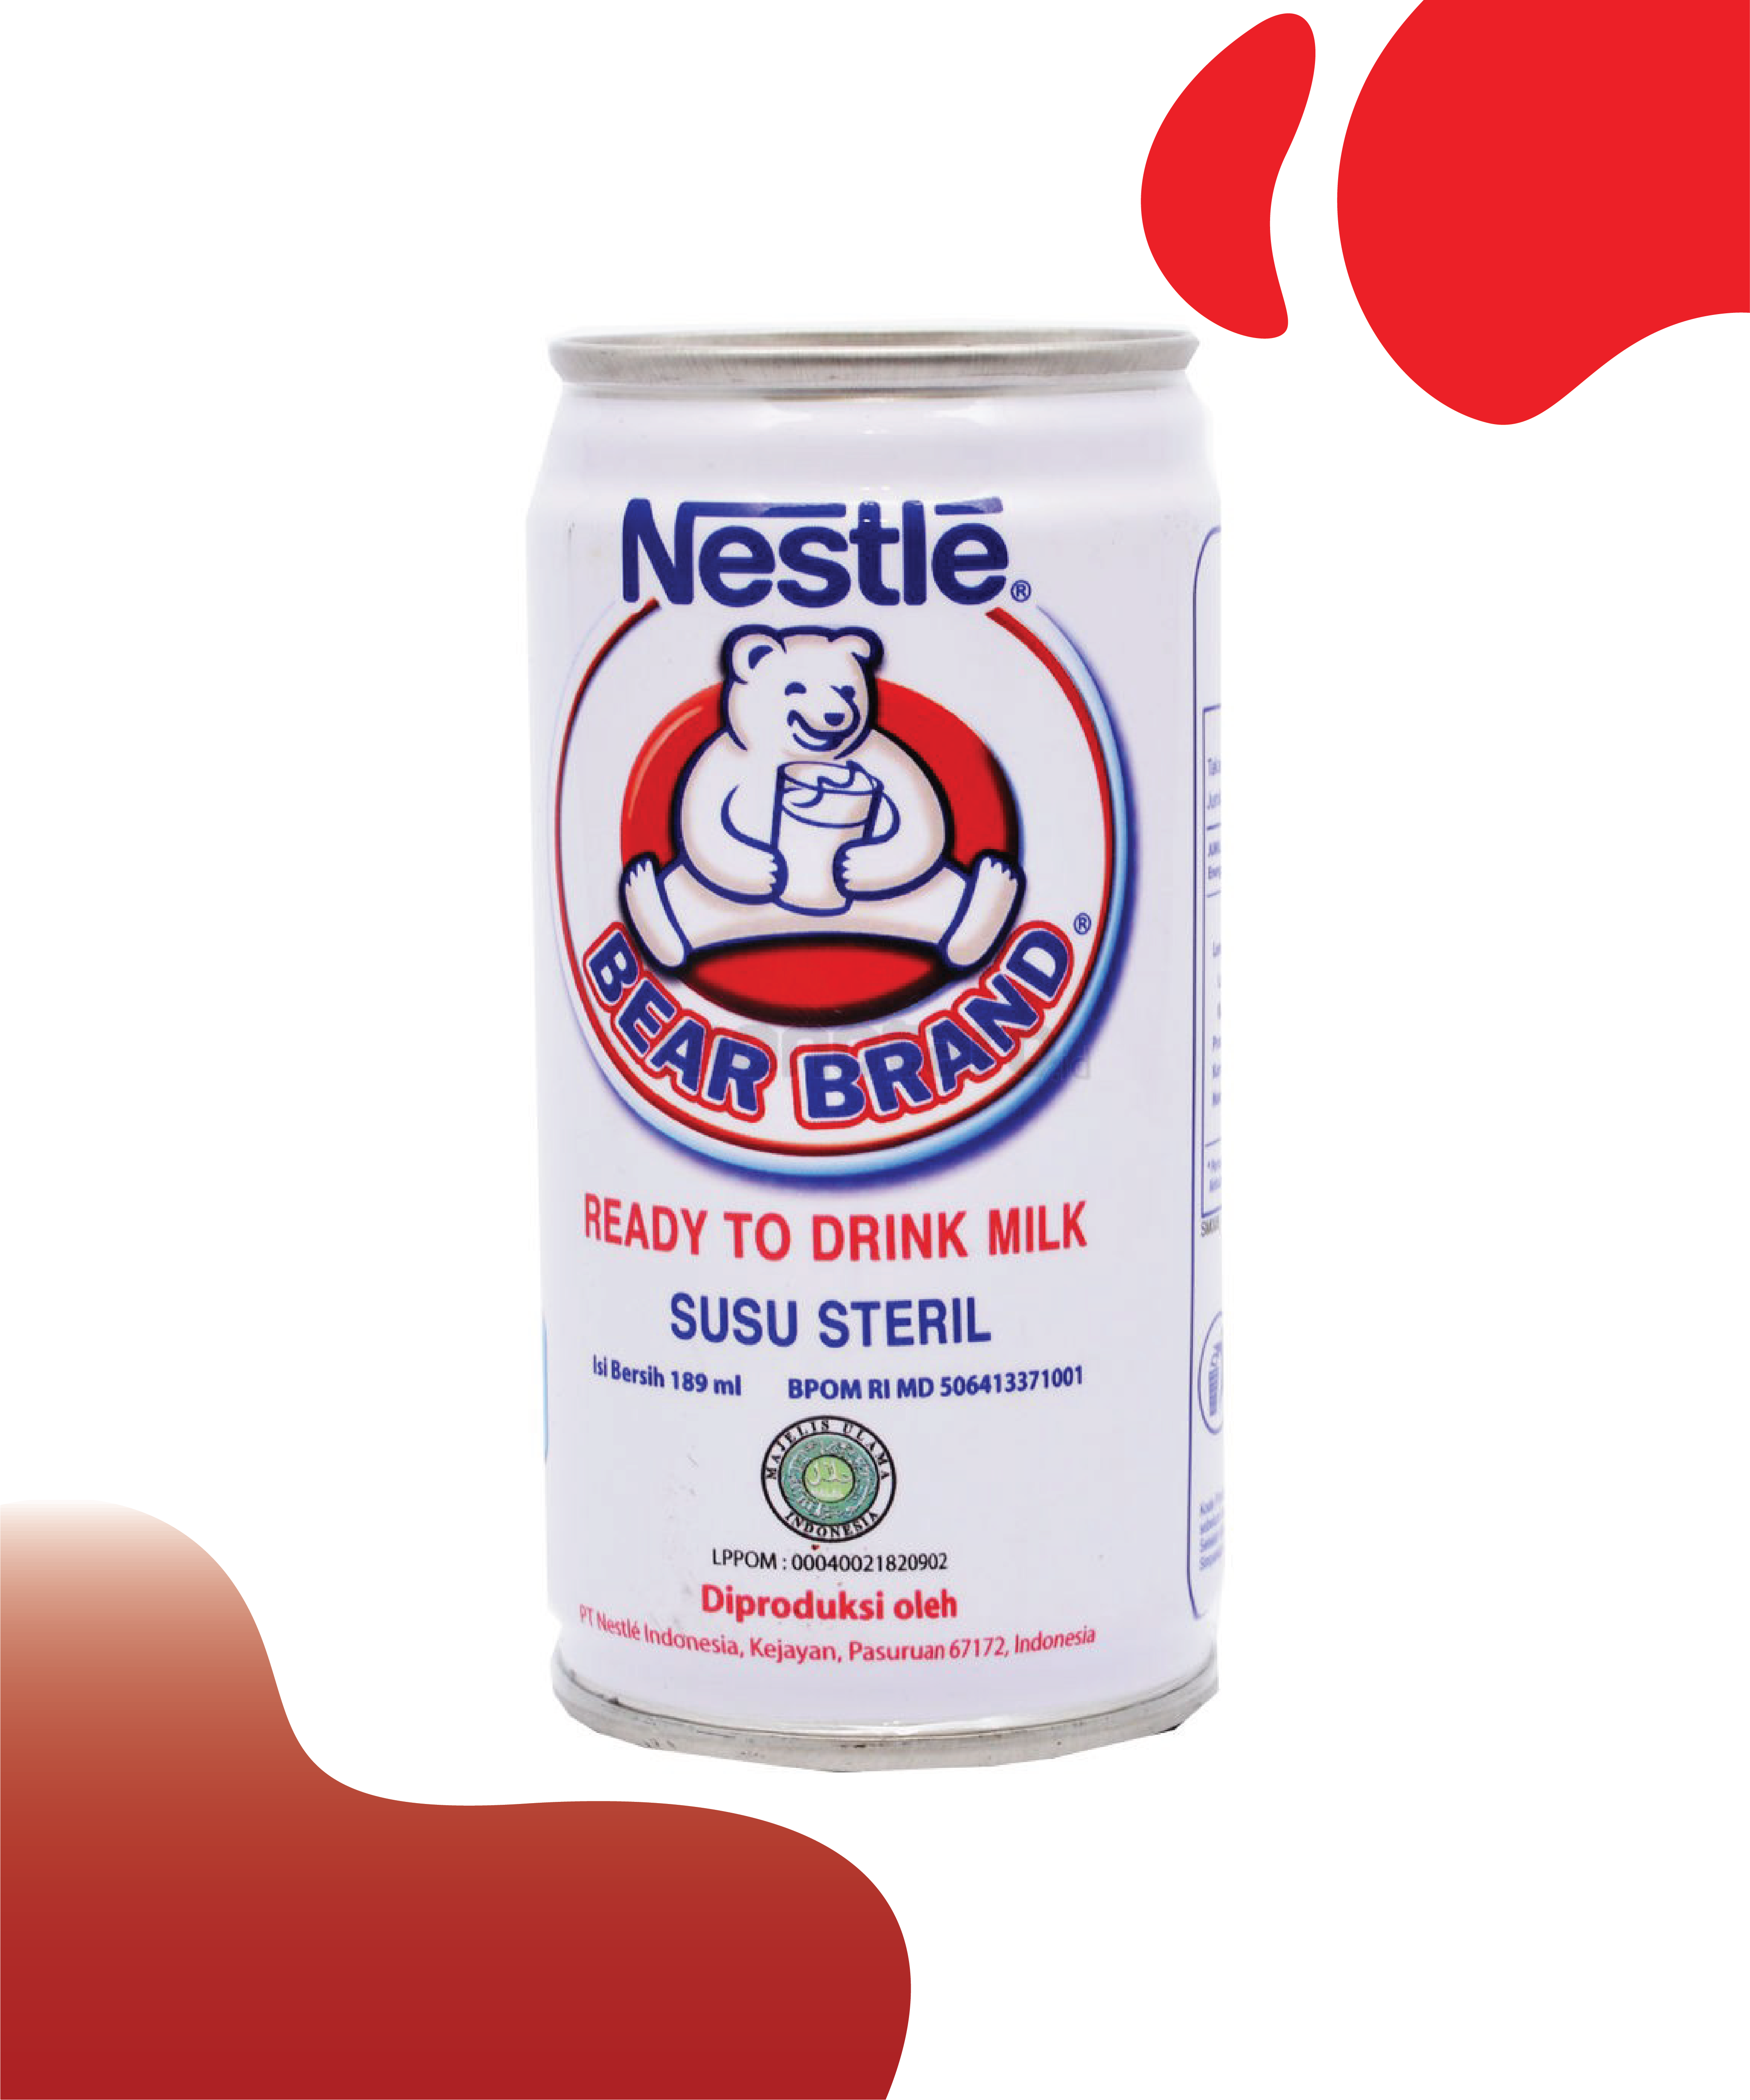 Nestlé®
BEAR BRAND®
READY TO DRINK MILK
SUSU STERIL
Isi Bersih 189 ml BPOM RI MD 506413371001
MAJELIS ULAMA
INDONESIA
LPPOM : 00040021820902
Diproduksi oleh
PT Nestlé Indonesia, Kejayan, Pasuruan 67172, Indonesia